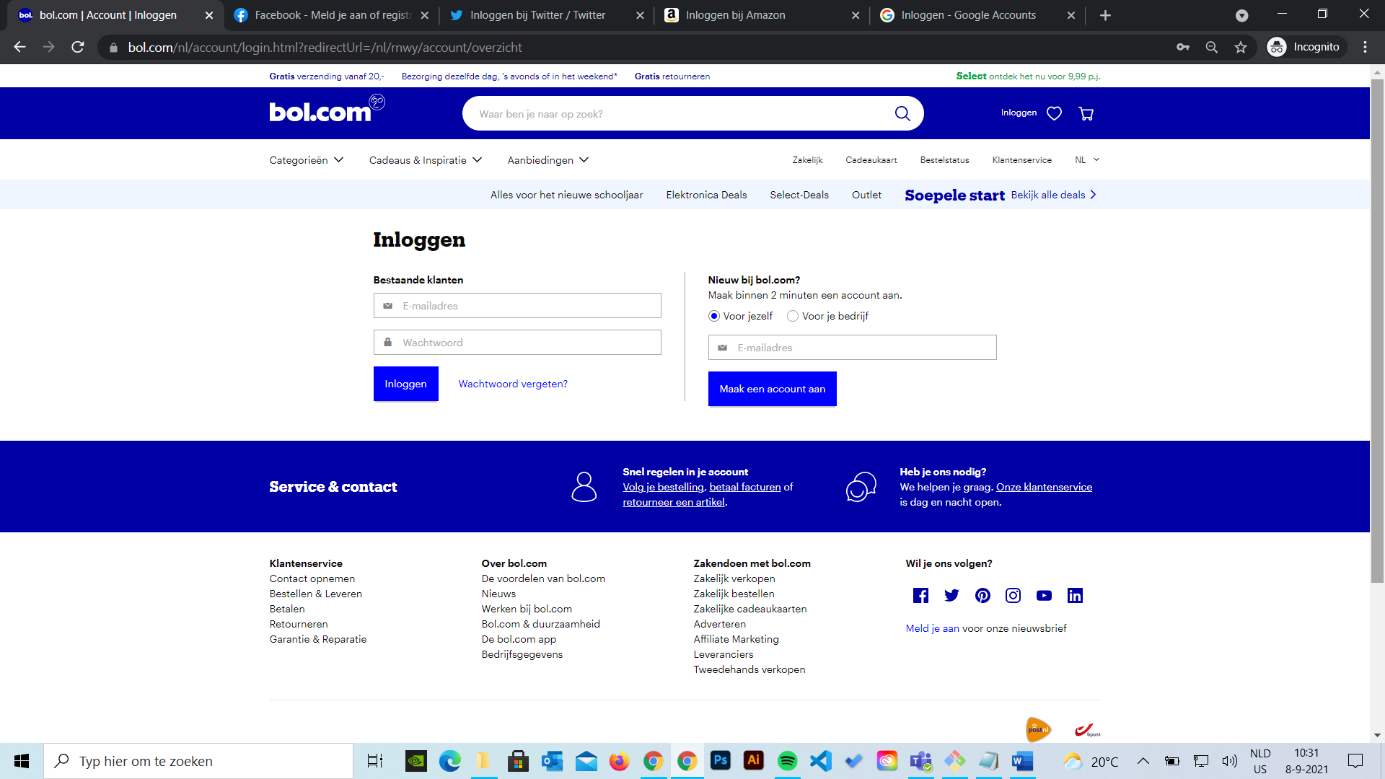 bol.com | Account | Inloggen
Facebook - Meld je aan of registr
Inloggen bij Twitter / Twitter
Inloggen bij Amazon
Inloggen - Google Accounts
bol.com/nl/account/login.html?redirectUrl=/nl/rnwy/account/overzicht
Incognito
Gratis verzending vanaf 20,- Bezorging dezelfde dag, 's avonds of in het weekend* Gratis retourneren
Select ontdek het nu voor 9,99 p.j.
bol.com
Waar ben je naar op zoek?
Inloggen
Categorieën Cadeaus & Inspiratie Aanbiedingen
Zakelijk Cadeaukaart Bestelstatus Klantenservice NL
Alles voor het nieuwe schooljaar Elektronica Deals Select-Deals Outlet Soepele start Bekijk alle deals
Inloggen
Bestaande klanten
E-mailadres
Wachtwoord
Inloggen Wachtwoord vergeten?
Nieuw bij bol.com?
Maak binnen 2 minuten een account aan.
Voor jezelf Voor je bedrijf
E-mailadres
Maak een account aan
Service & contact
Snel regelen in je account
Volg je bestelling, betaal facturen of
retourneer een artikel.
Heb je ons nodig?
We helpen je graag. Onze klantenservice
is dag en nacht open.
Klantenservice
Contact opnemen
Bestellen & Leveren
Betalen
Retourneren
Garantie & Reparatie
Over bol.com
De voordelen van bol.com
Nieuws
Werken bij bol.com
Bol.com & duurzaamheid
De bol.com app
Bedrijfsgegevens
Zakendoen met bol.com
Zakelijk verkopen
Zakelijk bestellen
Zakelijke cadeaukaarten
Adverteren
Affiliate Marketing
Leveranciers
Tweedehands verkopen
Wil je ons volgen?
Meld je aan voor onze nieuwsbrief
postnl
bpost
Typ hier om te zoeken
Ps
Ai
20°C
NLD
US
10:31
8-9-2021